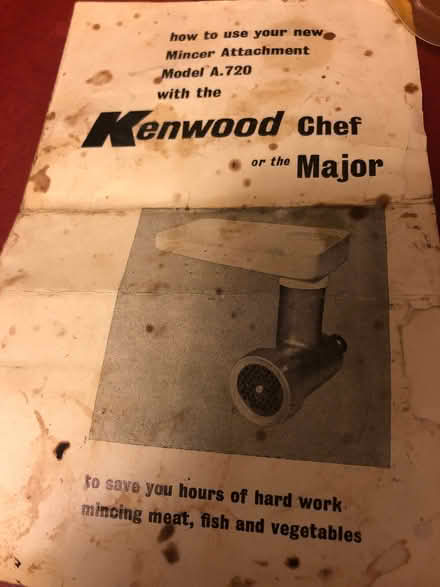 how to use your new
Mincer Attachment
Model A.720
with the
Kenwood Chef
or the Major
to save you hours of hard work
mincing meat, fish and vegetables